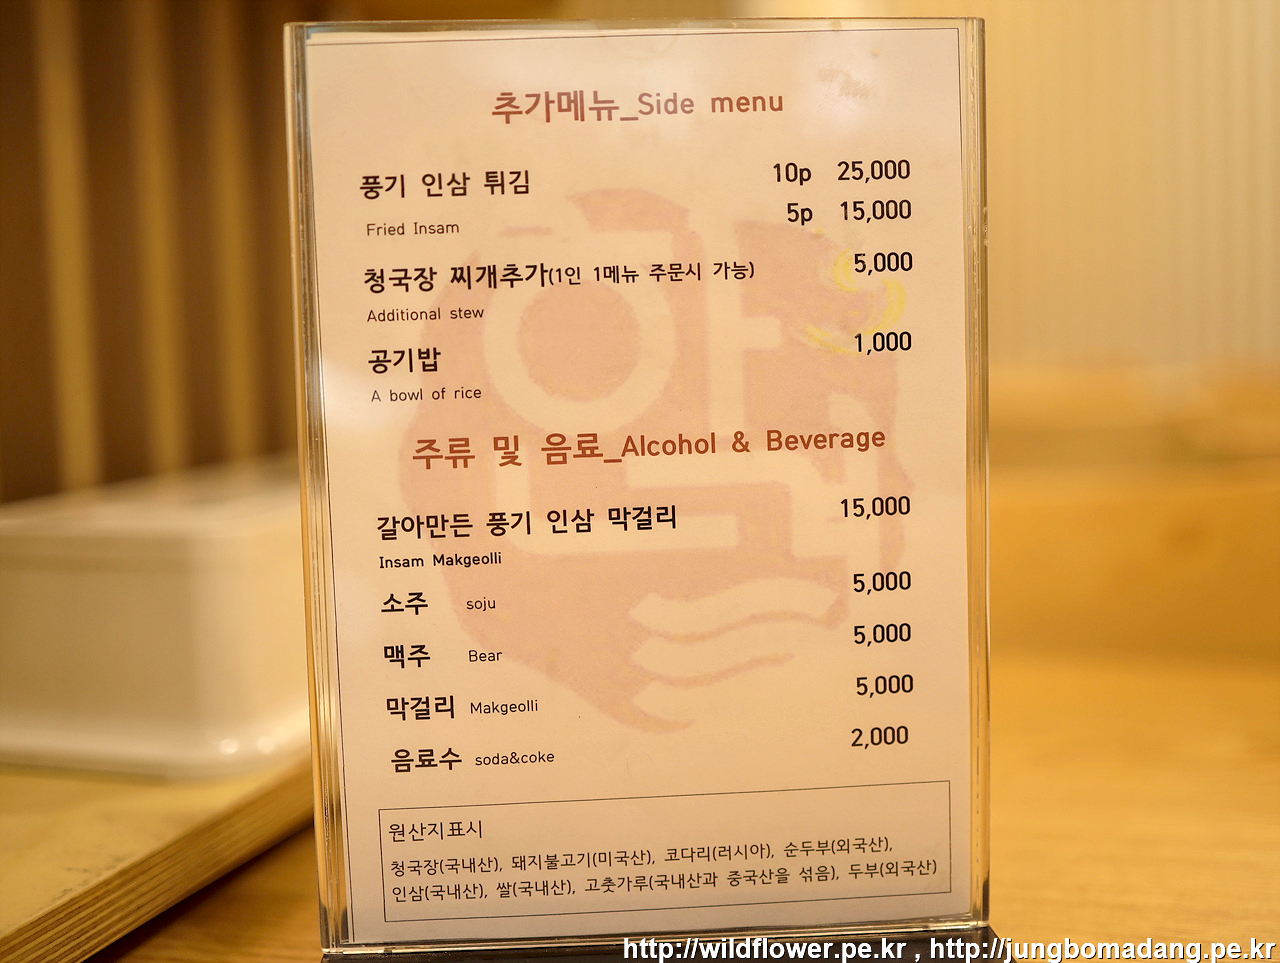 추가메뉴_Side menu
풍기 인삼 튀김 10p 25,000
5p 15,000
Fried Insam
청국장 찌개추가(1인 1메뉴 주문시 가능) 5,000
Additional stew
공기밥 1,000
A bowl of rice
주류 및 음료_Alcohol & Beverage
갈아만든 풍기 인삼 막걸리 15,000
Insam Makgeolli
소주 soju 5,000
맥주 Bear 5,000
막걸리 Makgeolli 5,000
음료수 soda&coke 2,000
원산지표시
청국장(국내산), 돼지불고기(미국산), 코다리(러시아), 순두부(외국산),
인삼(국내산), 쌀(국내산), 고춧가루(국내산과 중국산을 섞음), 두부(외국산)
http://wildflower.pe.kr , http://jungbomadang.pe.kr